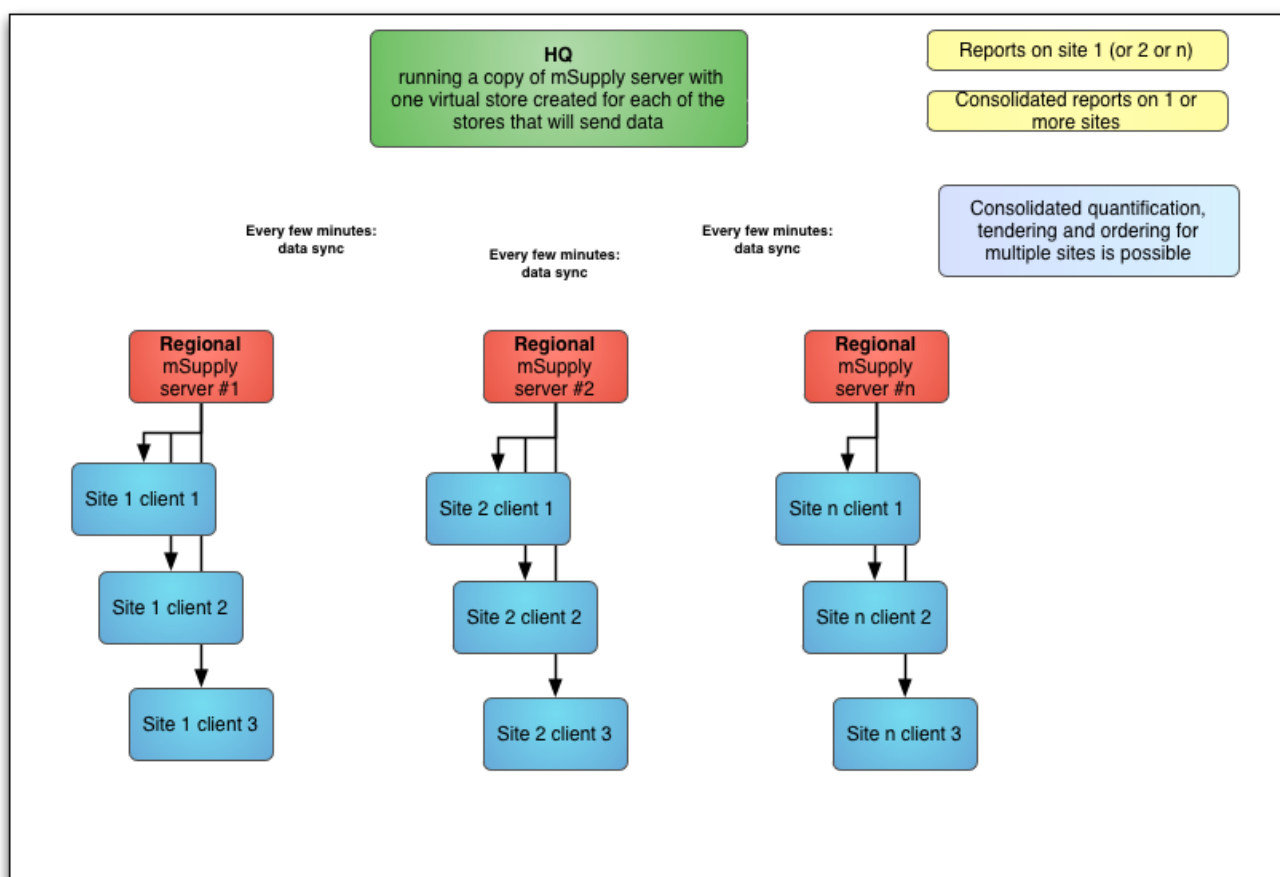 HQ
running a copy of mSupply server with
one virtual store created for each of the
stores that will send data
Reports on site 1 (or 2 or n)
Consolidated reports on 1 or
more sites
Consolidated quantification,
tendering and ordering for
multiple sites is possible
Every few minutes:
data sync
Every few minutes:
data sync
Every few minutes:
data sync
Regional
mSupply
server #1
Regional
mSupply
server #2
Regional
mSupply
server #n
Site 1 client 1
Site 2 client 1
Site n client 1
Site 1 client 2
Site 2 client 2
Site n client 2
Site 1 client 3
Site 2 client 3
Site n client 3